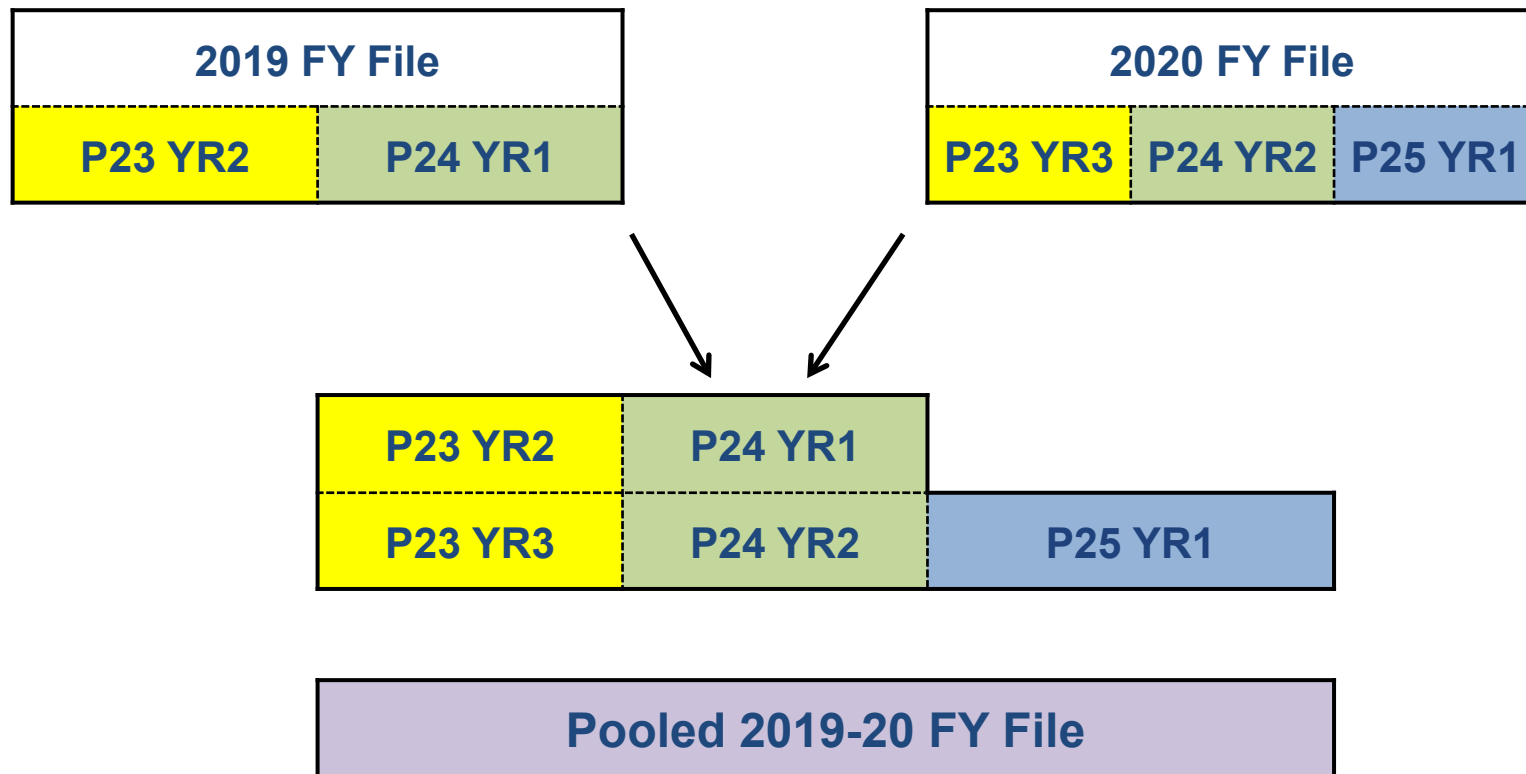 2019 FY File
2020 FY File
P23 YR2 P24 YR1
P23 YR3 P24 YR2 P25 YR1
P23 YR2 P24 YR1
P23 YR3 P24 YR2 P25 YR1
Pooled 2019-20 FY File